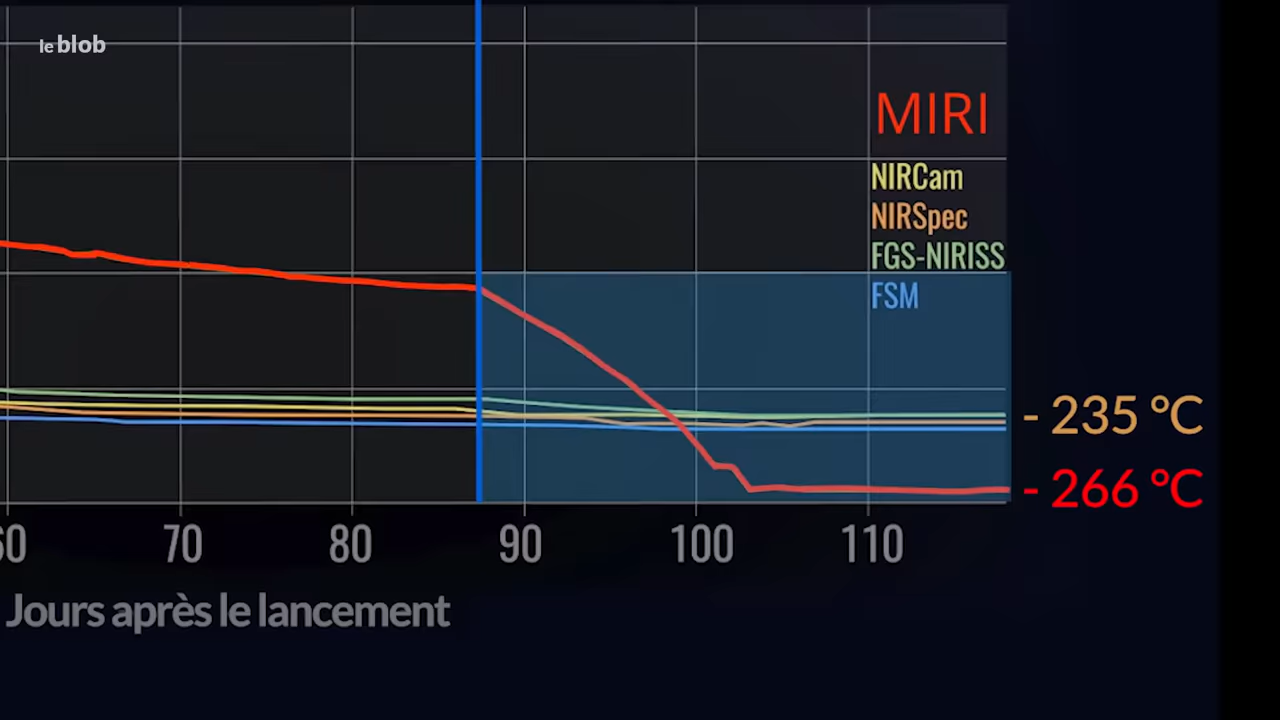 le blob
MIRI
NIRCam
NIRSpec
FGS-NIRISS
FSM
- 235 °C
- 266 °C
60 70 80 90 100 110
Jours après le lancement